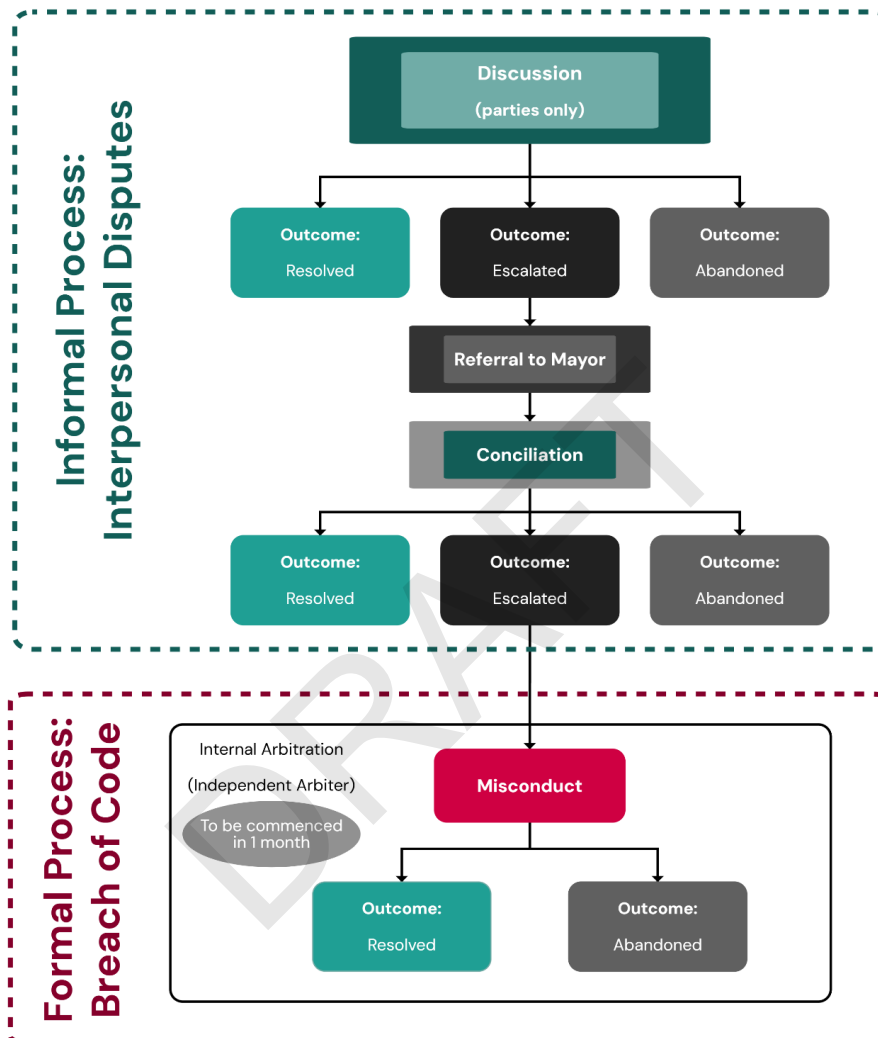 Informal Process:
Interpersonal Disputes
Discussion
(parties only)
Outcome:
Resolved
Outcome:
Escalated
Outcome:
Abandoned
Referral to Mayor
Conciliation
Outcome:
Resolved
Outcome:
Escalated
Outcome:
Abandoned
DRAFT
Formal Process:
Breach of Code
Internal Arbitration
(Independent Arbiter)
To be commenced
in 1 month
Misconduct
Outcome:
Resolved
Outcome:
Abandoned